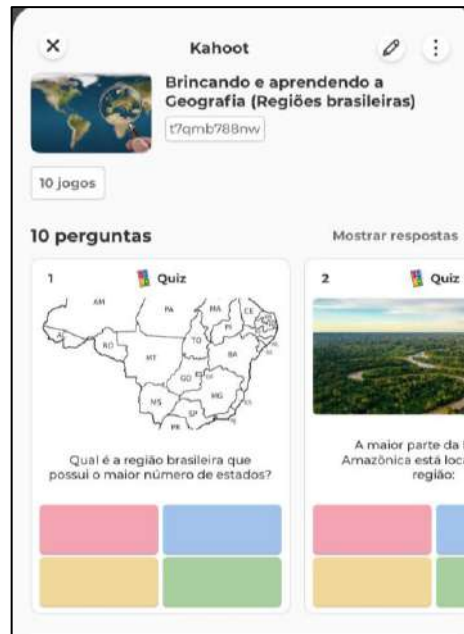 Kahoot
Brincando e aprendendo a
Geografia (Regiões brasileiras)
t7qmb788nw
10 jogos
10 perguntas
Mostrar respostas
1
Quiz
AM
PA
MA
CE
PI
RO
TO
MT
BA
GO
MG
MS
SP
PR
Qual é a região brasileira que
possui o maior número de estados?
2
Quiz
A maior parte da
Amazônica está loca
região: